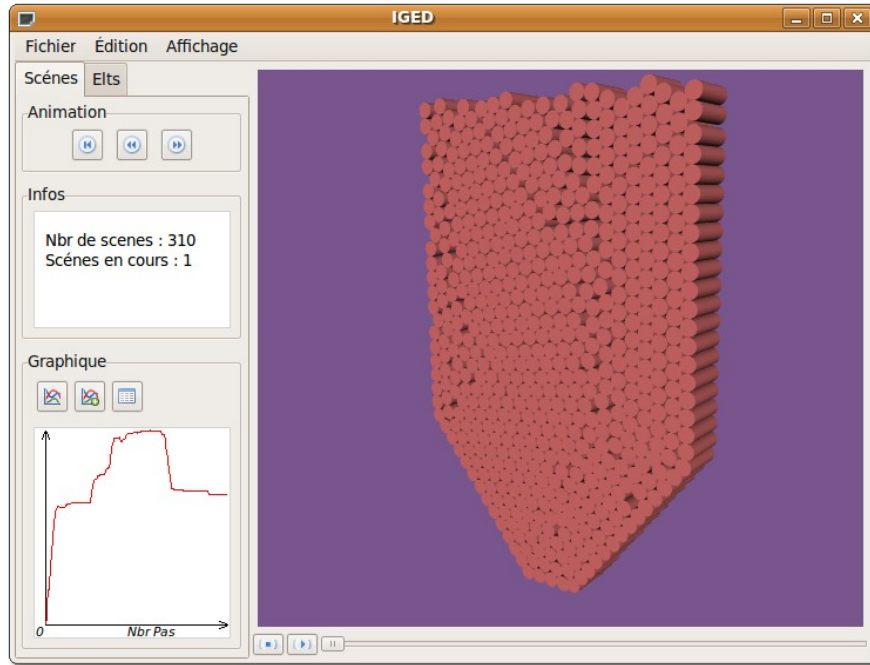 IGED
Fichier Édition Affichage
Scénes Elts
Animation
Infos
Nbr de scenes : 310
Scénes en cours : 1
Graphique
0 Nbr Pas